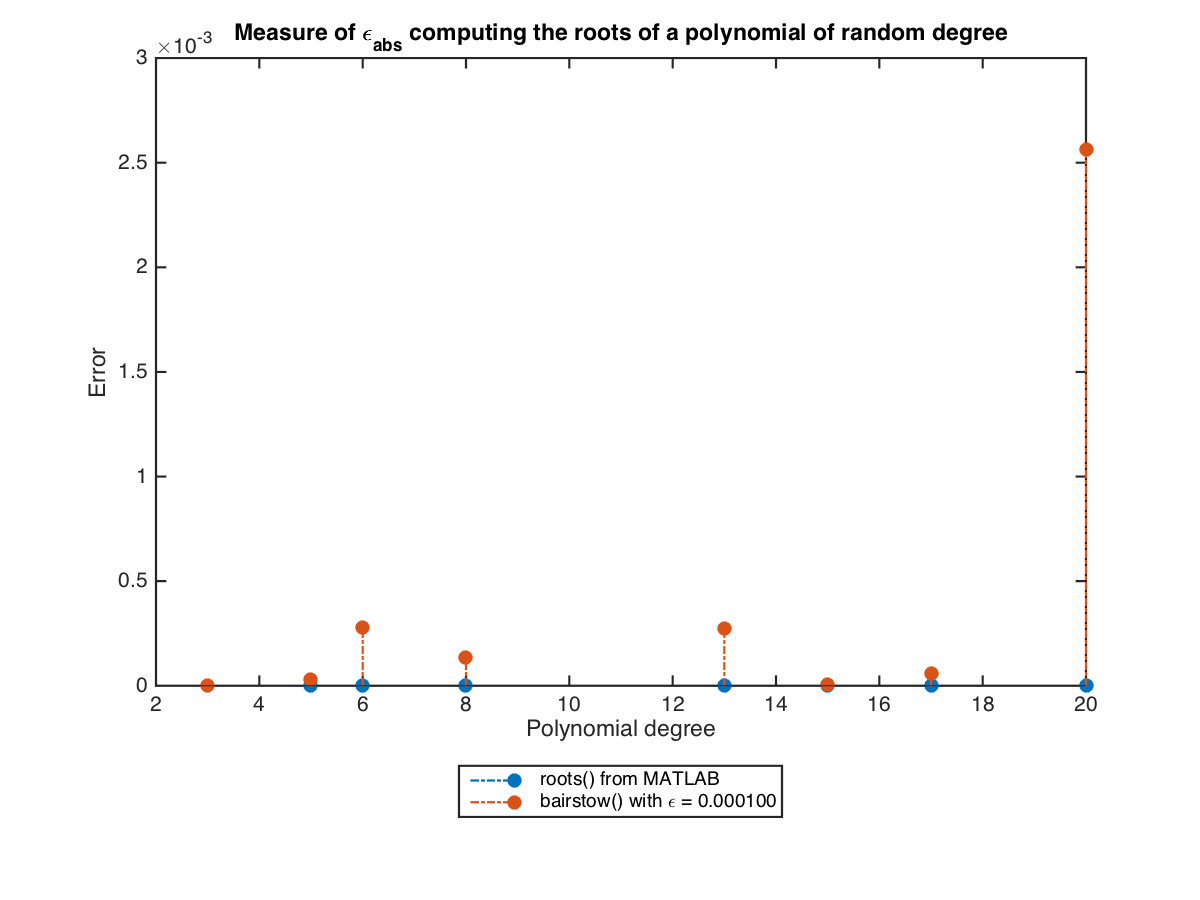 Measure of ϵabs computing the roots of a polynomial of random degree
×10-3
3
2.5
2
1.5
1
0.5
0
Error
2 4 6 8 10 12 14 16 18 20
Polynomial degree
roots() from MATLAB
bairstow() with ϵ = 0.000100